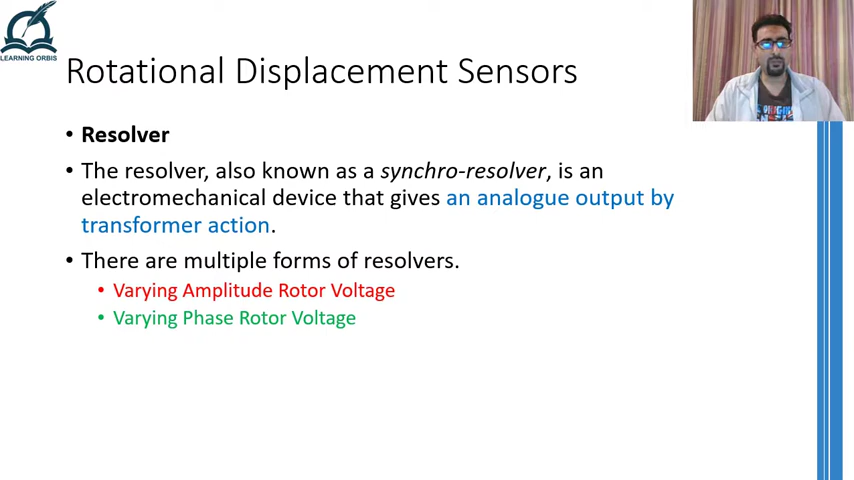 LEARNING ORBIS
Rotational Displacement Sensors
• Resolver
• The resolver, also known as a synchro-resolver, is an
electromechanical device that gives an analogue output by
transformer action.
• There are multiple forms of resolvers.
• Varying Amplitude Rotor Voltage
• Varying Phase Rotor Voltage